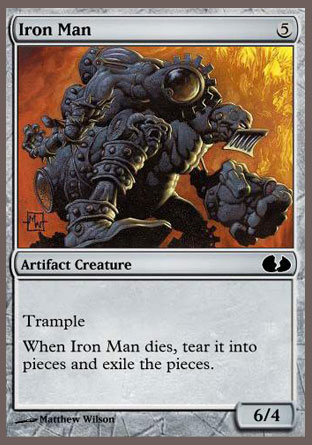 Iron Man 5
MW
Artifact Creature
Trample
When Iron Man dies, tear it into
pieces and exile the pieces.
Matthew Wilson
6/4